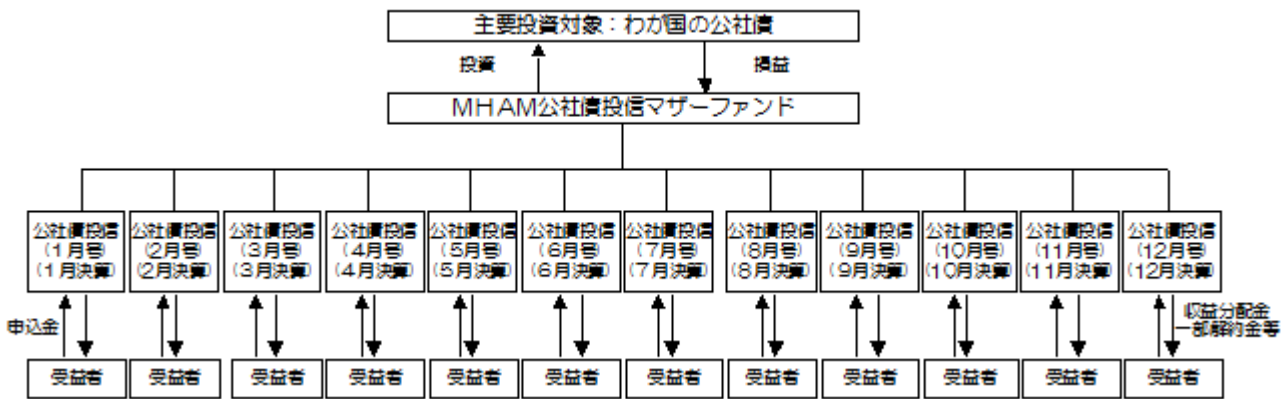 主要投資対象:わが国の公社債
投資
損益
MHAM公社債投信マザーファンド
公社債投信
(1月号)
(1月決算)
公社債投信
(2月号)
(2月決算)
公社債投信
(3月号)
(3月決算)
公社債投信
(4月号)
(4月決算)
公社債投信
(5月号)
(5月決算)
公社債投信
(6月号)
(6月決算)
公社債投信
(7月号)
(7月決算)
公社債投信
(8月号)
(8月決算)
公社債投信
(9月号)
(9月決算)
公社債投信
(10月号)
(10月決算)
公社債投信
(11月号)
(11月決算)
公社債投信
(12月号)
(12月決算)
申込金
収益分配金
一部解約金等
受益者
受益者
受益者
受益者
受益者
受益者
受益者
受益者
受益者
受益者
受益者
受益者